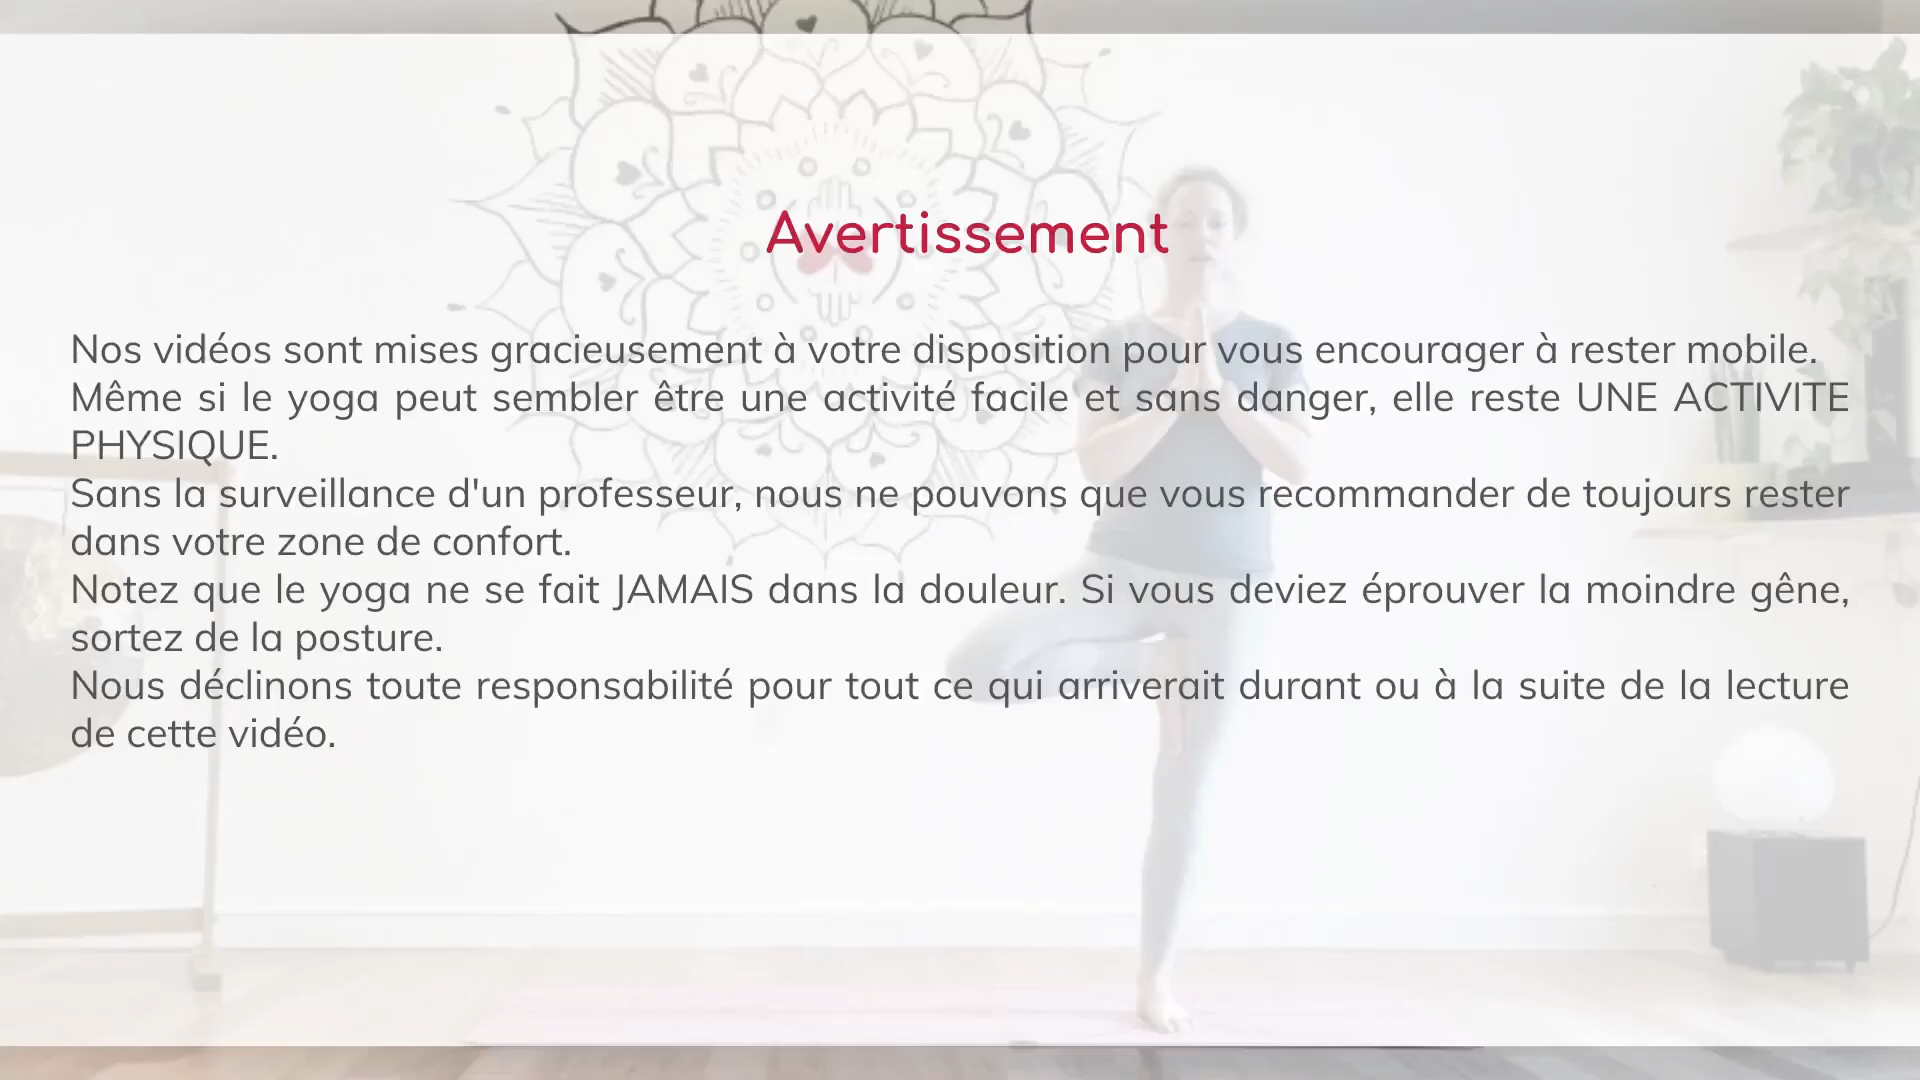 Avertissement
Nos vidéos sont mises gracieusement à votre disposition pour vous encourager à rester mobile.
Même si le yoga peut sembler être une activité facile et sans danger, elle reste UNE ACTIVITE
PHYSIQUE.
Sans la surveillance d'un professeur, nous ne pouvons que vous recommander de toujours rester
dans votre zone de confort.
Notez que le yoga ne se fait JAMAIS dans la douleur. Si vous deviez éprouver la moindre gêne,
sortez de la posture.
Nous déclinons toute responsabilité pour tout ce qui arriverait durant ou à la suite de la lecture
de cette vidéo.